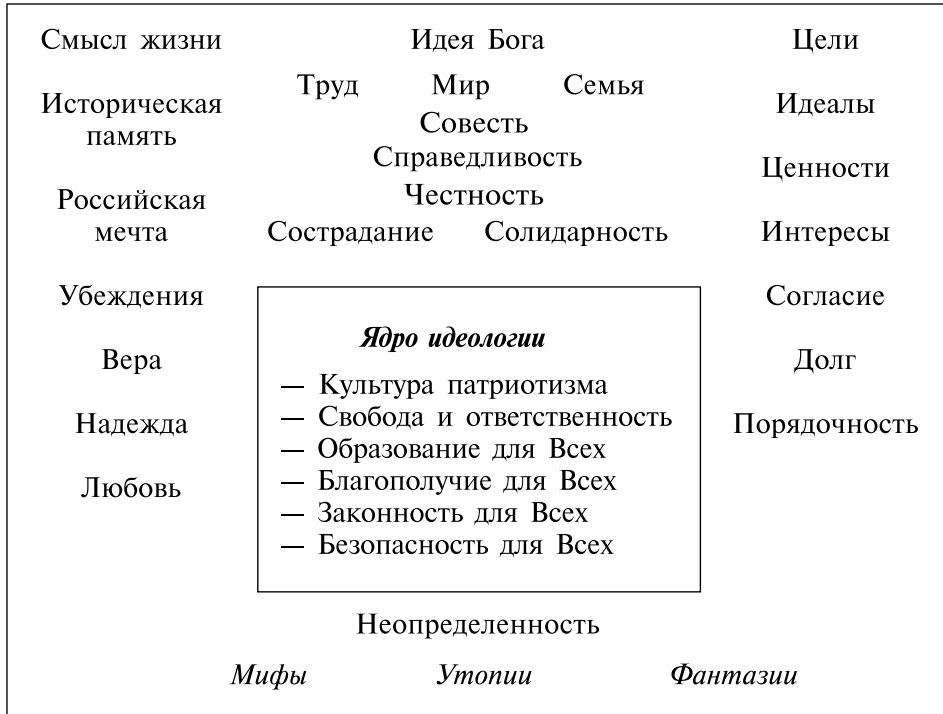 Смысл жизни
Идея Бога
Цели
Труд Мир Семья
Историческая
память
Идеалы
Совесть
Справедливость
Ценности
Честность
Российская
мечта
Сострадание Солидарность
Интересы
Убеждения
Согласие
Вера
Долг
Надежда
Порядочность
Любовь
Ядро идеологии
— Культура патриотизма
— Свобода и ответственность
— Образование для Всех
— Благополучие для Всех
— Законность для Всех
— Безопасность для Всех
Неопределенность
Мифы Утопии Фантазии